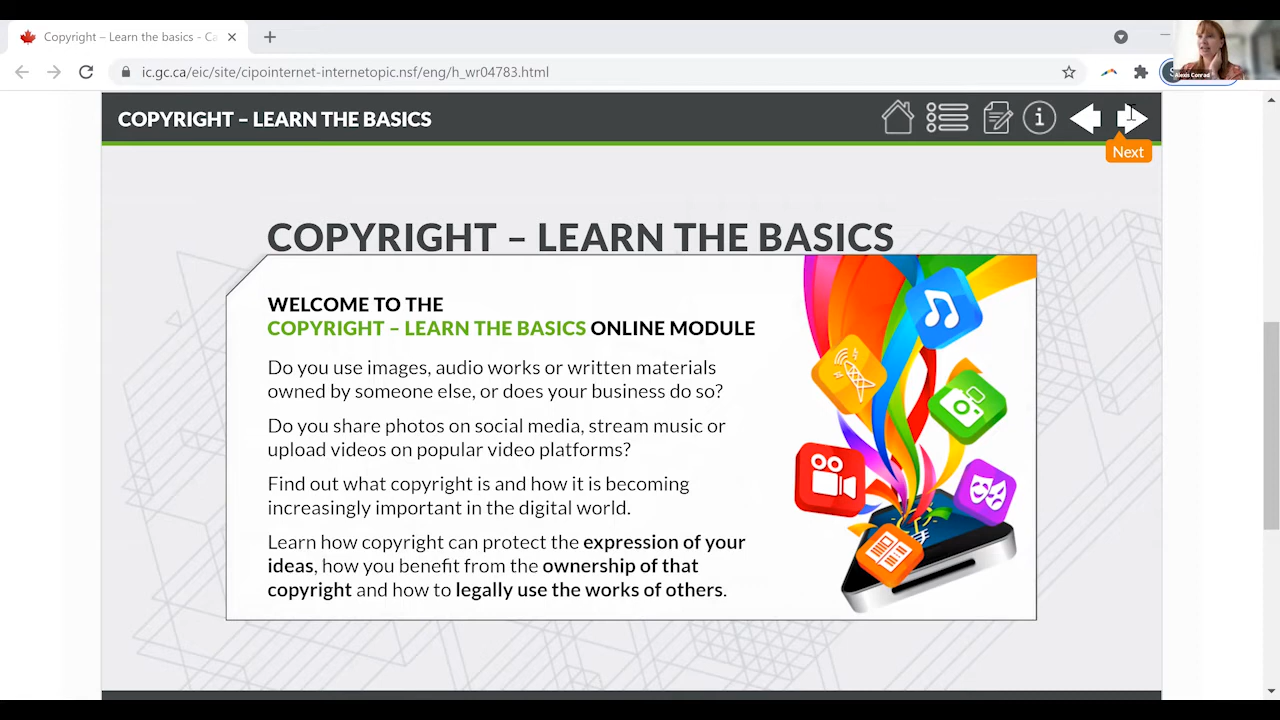 Copyright – Learn the basics - Ca
ic.gc.ca/eic/site/cipointernet-internetopic.nsf/eng/h_wr04783.html
Alexis Conrad
COPYRIGHT – LEARN THE BASICS
Next
COPYRIGHT – LEARN THE BASICS
WELCOME TO THE
COPYRIGHT – LEARN THE BASICS ONLINE MODULE
Do you use images, audio works or written materials
owned by someone else, or does your business do so?
Do you share photos on social media, stream music or
upload videos on popular video platforms?
Find out what copyright is and how it is becoming
increasingly important in the digital world.
Learn how copyright can protect the expression of your
ideas, how you benefit from the ownership of that
copyright and how to legally use the works of others.